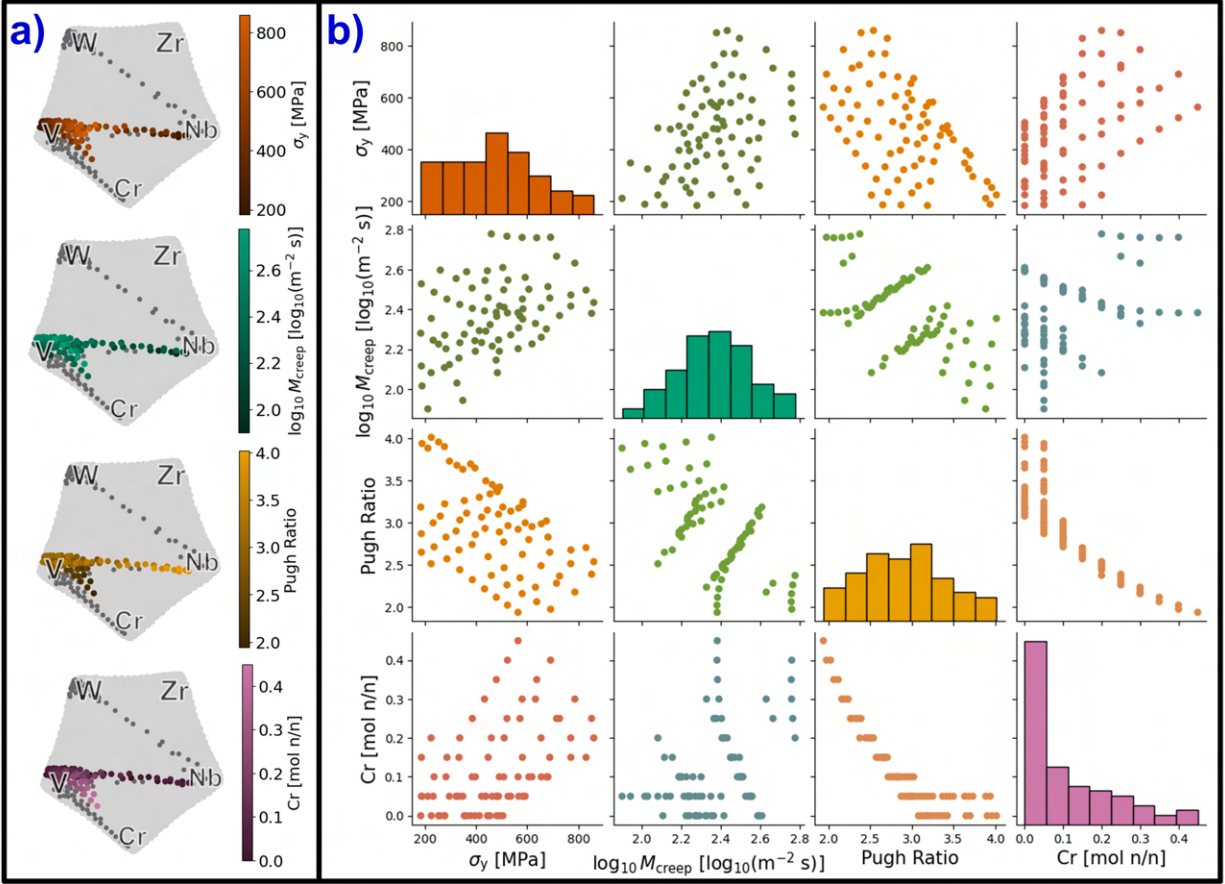 a)
W Zr
V Nb
Cr
800
600
400
200
σy [MPa]
W Zr
V Nb
Cr
2.6
2.4
2.2
2.0
log10 Mcreep [log10(m−2 s)]
W Zr
V Nb
Cr
4.0
3.5
3.0
2.5
2.0
Pugh Ratio
W Zr
V Nb
Cr
0.4
0.3
0.2
0.1
0.0
Cr [mol n/n]
b)
σy [MPa]
800
600
400
200
log10 Mcreep [log10(m−2 s)]
2.8
2.6
2.4
2.2
2.0
Pugh Ratio
4.0
3.5
3.0
2.5
2.0
Cr [mol n/n]
0.4
0.3
0.2
0.1
0.0
200 400 600 800
2.0 2.2 2.4 2.6 2.8
2.0 2.5 3.0 3.5 4.0
0.0 0.1 0.2 0.3 0.4
σy [MPa]
log10 Mcreep [log10(m−2 s)]
Pugh Ratio
Cr [mol n/n]